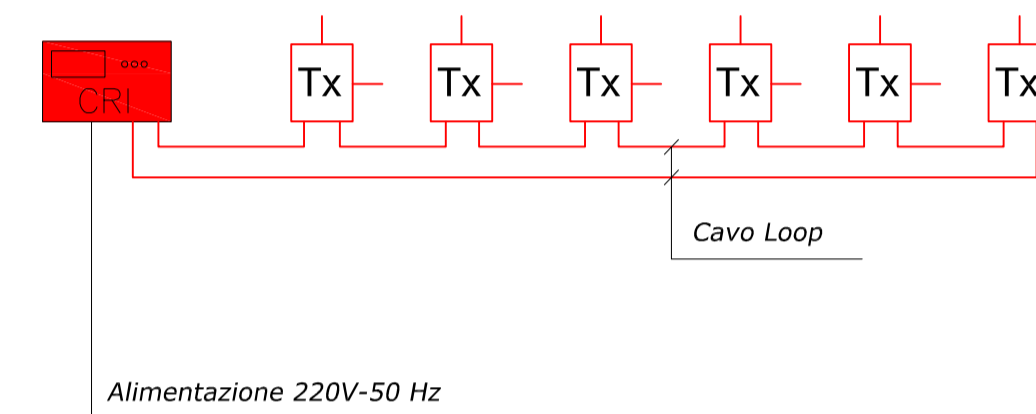 Tx Tx Tx Tx Tx Tx
CRI
Cavo Loop
Alimentazione 220V-50 Hz